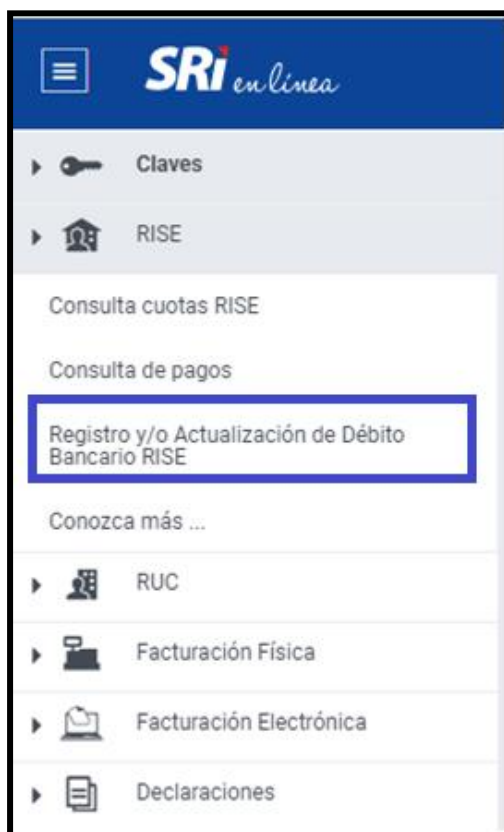 SRi en línea
Claves
RISE
Consulta cuotas RISE
Consulta de pagos
Registro y/o Actualización de Débito
Bancario RISE
Conozca más ...
RUC
Facturación Física
Facturación Electrónica
Declaraciones